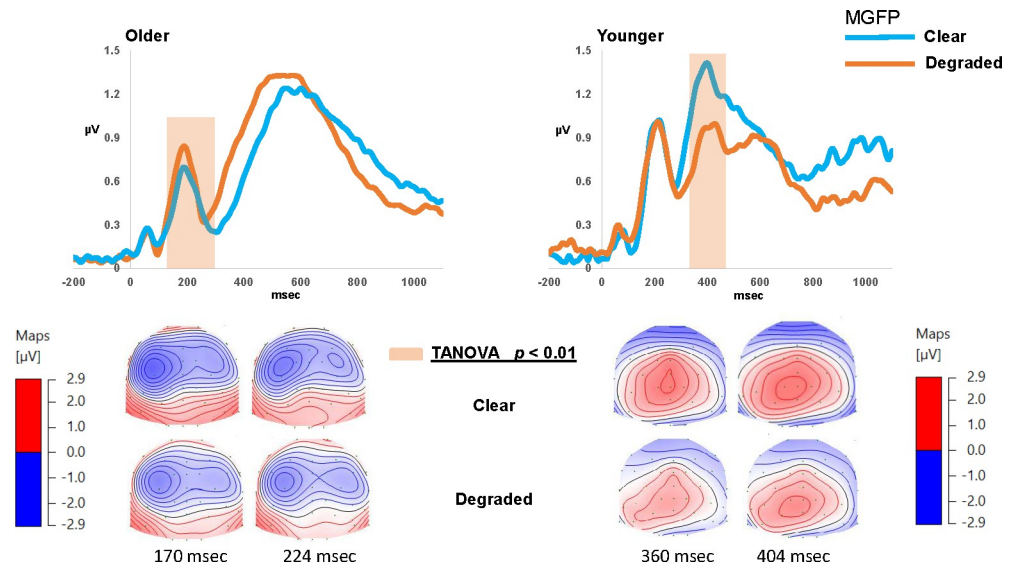 MGFP
Clear
Degraded
Older
1.5
1.2
0.9
0.6
0.3
0
µV
-200 0 200 400 600 800 1000
msec
Younger
1.5
1.2
0.9
0.6
0.3
0
µV
-200 0 200 400 600 800 1000
msec
TANOVA p < 0.01
Maps
[µV]
2.9
2.0
1.0
0.0
-1.0
-2.0
-2.9
Clear
Degraded
170 msec 224 msec
360 msec 404 msec
Maps
[µV]
2.9
2.0
1.0
0.0
-1.0
-2.0
-2.9